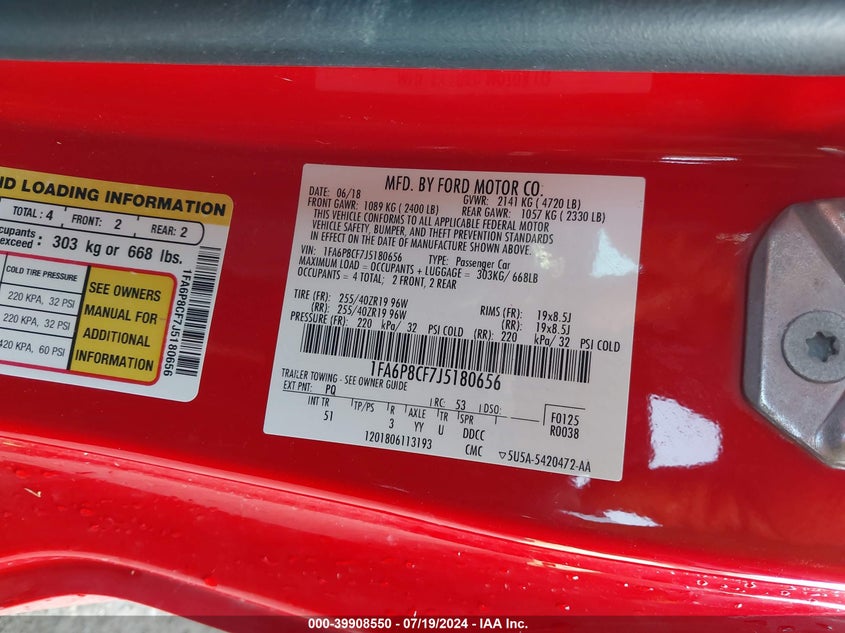 ND LOADING INFORMATION
TOTAL: 4 FRONT: 2 REAR: 2
upants
exceed : 303 kg or 668 lbs.
COLD TIRE PRESSURE
220 KPA, 32 PSI
220 KPA, 32 PSI
420 KPA, 60 PSI
SEE OWNERS
MANUAL FOR
ADDITIONAL
INFORMATION
1FA6P8CF7J5180656
MFD. BY FORD MOTOR CO.
DATE: 06/18 GVWR: 2141 KG ( 4720 LB)
FRONT GAWR: 1089 KG ( 2400 LB) REAR GAWR: 1057 KG ( 2330 LB)
THIS VEHICLE CONFORMS TO ALL APPLICABLE FEDERAL MOTOR
VEHICLE SAFETY, BUMPER, AND THEFT PREVENTION STANDARDS
IN EFFECT ON THE DATE OF MANUFACTURE SHOWN ABOVE.
VIN: 1FA6P8CF7J5180656 TYPE: Passenger Car
MAXIMUM LOAD = OCCUPANTS + LUGGAGE = 303KG/ 668LB
OCCUPANTS = 4 TOTAL; 2 FRONT, 2 REAR
TIRE (FR): 255/40ZR19 96W RIMS (FR): 19x8.5J
(RR): 255/40ZR19 96W (RR): 19x8.5J
PRESSURE (FR): 220 kPa/ 32 PSI COLD (RR): 220 kPa/ 32 PSI COLD
1FA6P8CF7J5180656
TRAILER TOWING - SEE OWNER GUIDE
EXT PNT: PQ RC: 53 DSO:
INT TR TP/PS R AXLE TR SPR F0125
51 3 YY U DDCC R0038
1201806113193 CMC ▽5U5A-5420472-AA
000-39908550 - 07/19/2024 - IAA Inc.